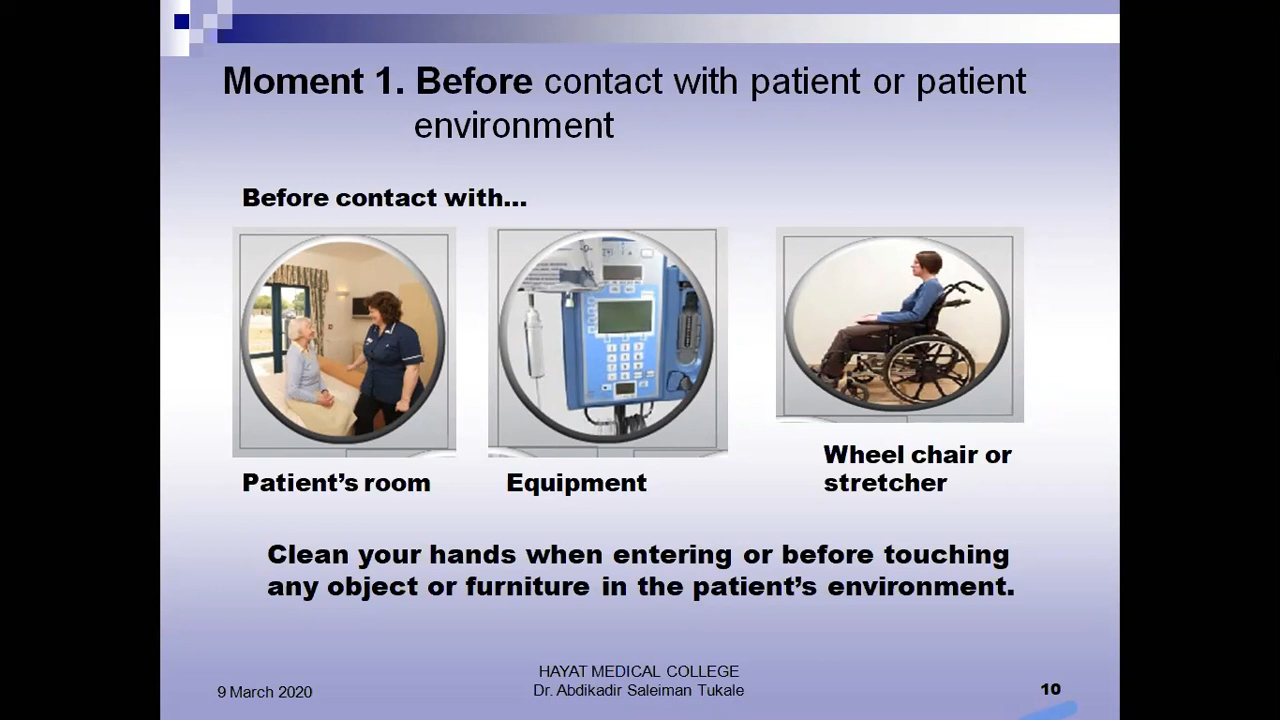 Moment 1. Before contact with patient or patient
environment
Before contact with...
Patient's room
Equipment
Wheel chair or
stretcher
Clean your hands when entering or before touching
any object or furniture in the patient's environment.
9 March 2020
HAYAT MEDICAL COLLEGE
Dr. Abdikadir Saleiman Tukale
10